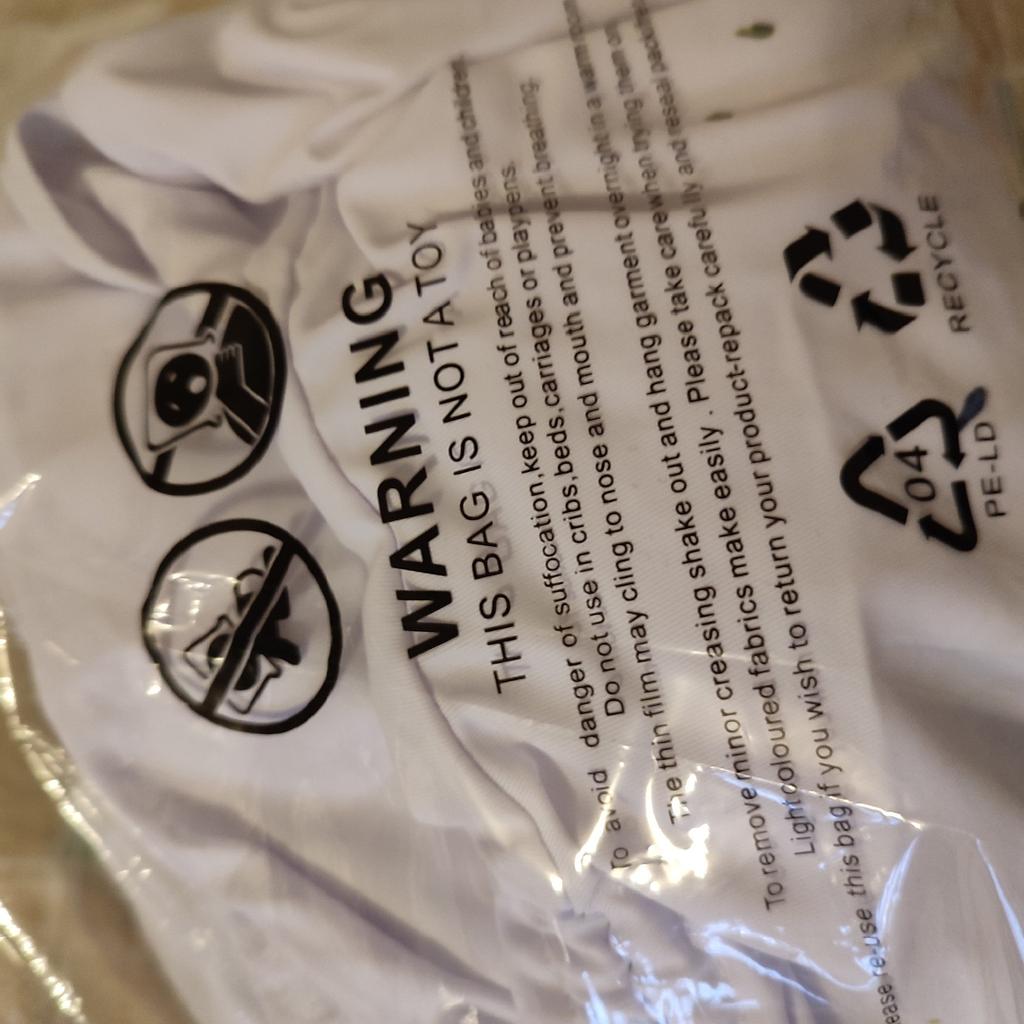 WARNING
THIS BAG IS NOT A TOY
To avoid danger of suffocation,keep out of reach of babies and children.
Do not use in cribs,beds,carriages or playpens.
The thin film may cling to nose and mouth and prevent breathing.
To remove minor creasing shake out and hang garment overnight in a warm
Light coloured fabrics make easily . Please take care when trying them on
re-use this bag if you wish to return your product-repack carefully and reseal
04
PE-LD
RECYCLE